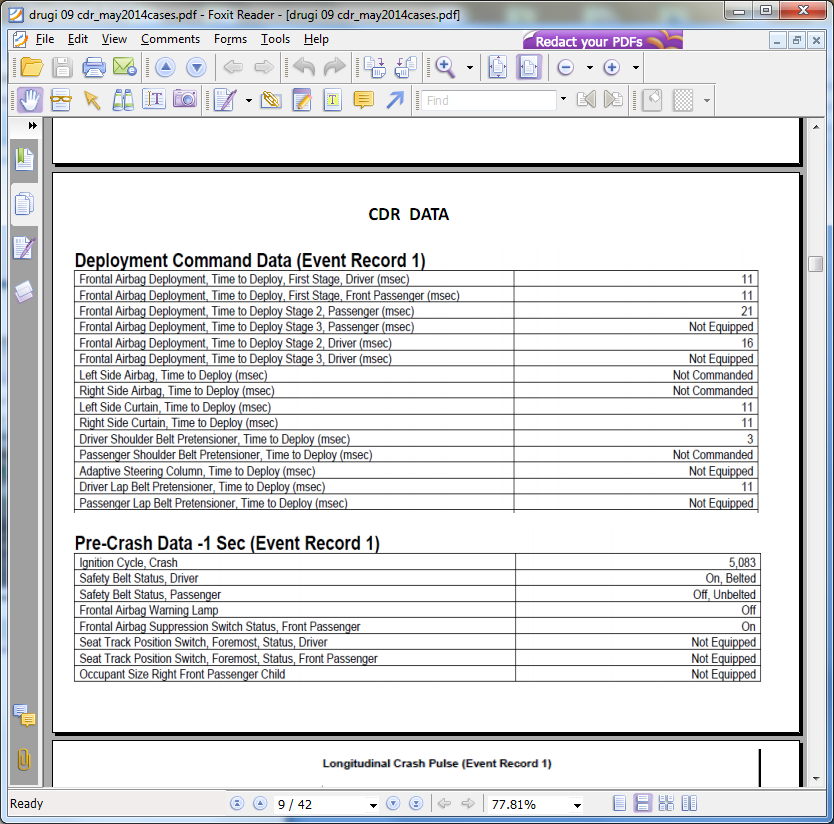 drugi 09 cdr_may2014cases.pdf - Foxit Reader - [drugi 09 cdr_may2014cases.pdf]
File Edit View Comments Forms Tools Help
Redact your PDFs
Find
CDR DATA
Deployment Command Data (Event Record 1)
Frontal Airbag Deployment, Time to Deploy, First Stage, Driver (msec) 11
Frontal Airbag Deployment, Time to Deploy, First Stage, Front Passenger (msec) 11
Frontal Airbag Deployment, Time to Deploy Stage 2, Passenger (msec) 21
Frontal Airbag Deployment, Time to Deploy Stage 3, Passenger (msec) Not Equipped
Frontal Airbag Deployment, Time to Deploy Stage 2, Driver (msec) 16
Frontal Airbag Deployment, Time to Deploy Stage 3, Driver (msec) Not Equipped
Left Side Airbag, Time to Deploy (msec) Not Commanded
Right Side Airbag, Time to Deploy (msec) Not Commanded
Left Side Curtain, Time to Deploy (msec) 11
Right Side Curtain, Time to Deploy (msec) 11
Driver Shoulder Belt Pretensioner, Time to Deploy (msec) 3
Passenger Shoulder Belt Pretensioner, Time to Deploy (msec) Not Commanded
Adaptive Steering Column, Time to Deploy (msec) Not Equipped
Driver Lap Belt Pretensioner, Time to Deploy (msec) 11
Passenger Lap Belt Pretensioner, Time to Deploy (msec) Not Equipped
Pre-Crash Data -1 Sec (Event Record 1)
Ignition Cycle, Crash 5,083
Safety Belt Status, Driver On, Belted
Safety Belt Status, Passenger Off, Unbelted
Frontal Airbag Warning Lamp Off
Frontal Airbag Suppression Switch Status, Front Passenger On
Seat Track Position Switch, Foremost, Status, Driver Not Equipped
Seat Track Position Switch, Foremost, Status, Front Passenger Not Equipped
Occupant Size Right Front Passenger Child Not Equipped
Longitudinal Crash Pulse (Event Record 1)
Ready 9 / 42 77.81%